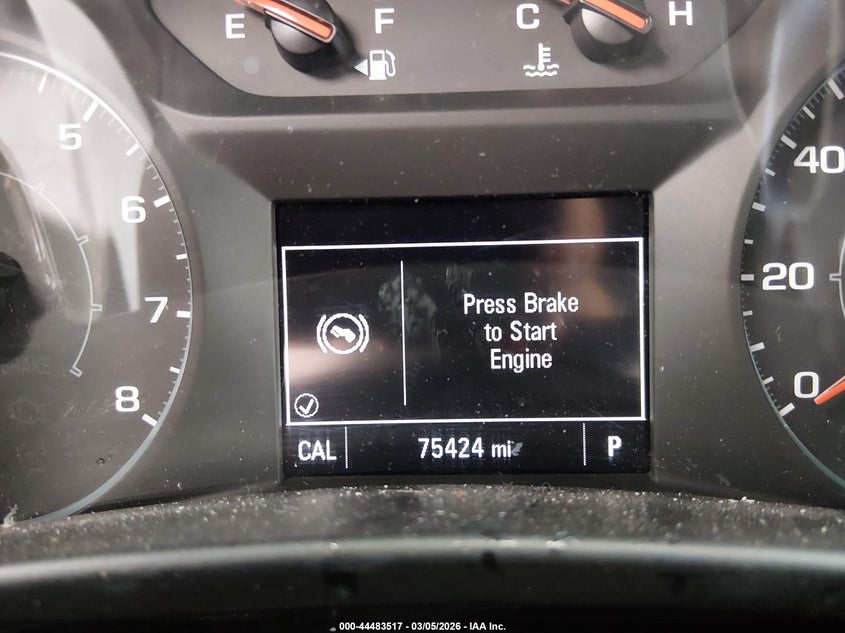 E F C H
5
6
7
8
40
20
0
Press Brake
to Start
Engine
CAL 75424 mi P
000-44483517 - 03/05/2026 - IAA Inc.